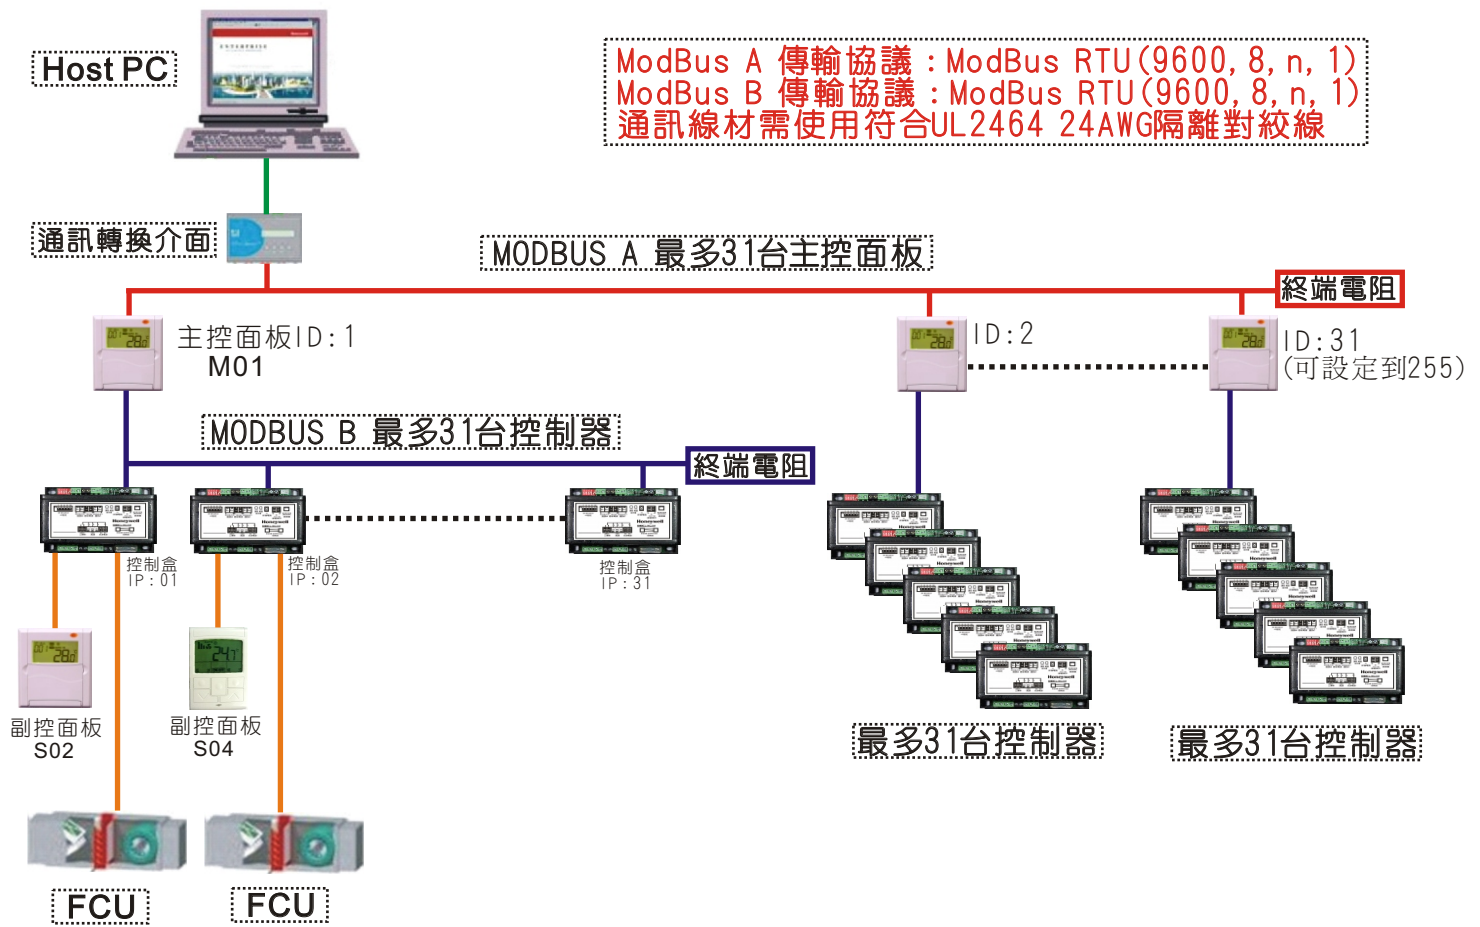 Host PC
ENTERPRISE
ModBus A 傳輸協議：ModBus RTU(9600, 8, n, 1)
ModBus B 傳輸協議：ModBus RTU(9600, 8, n, 1)
通訊線材需使用符合UL2464 24AWG隔離對絞線
通訊轉換介面
MODBUS A 最多31台主控面板
終端電阻
主控面板ID:1
M01
ID:2
ID:31
(可設定到255)
MODBUS B 最多31台控制器
終端電阻
控制盒
IP:01
控制盒
IP:02
控制盒
IP:31
Honeywell
Honeywell
Honeywell
副控面板
S02
副控面板
S04
最多31台控制器
最多31台控制器
FCU
FCU